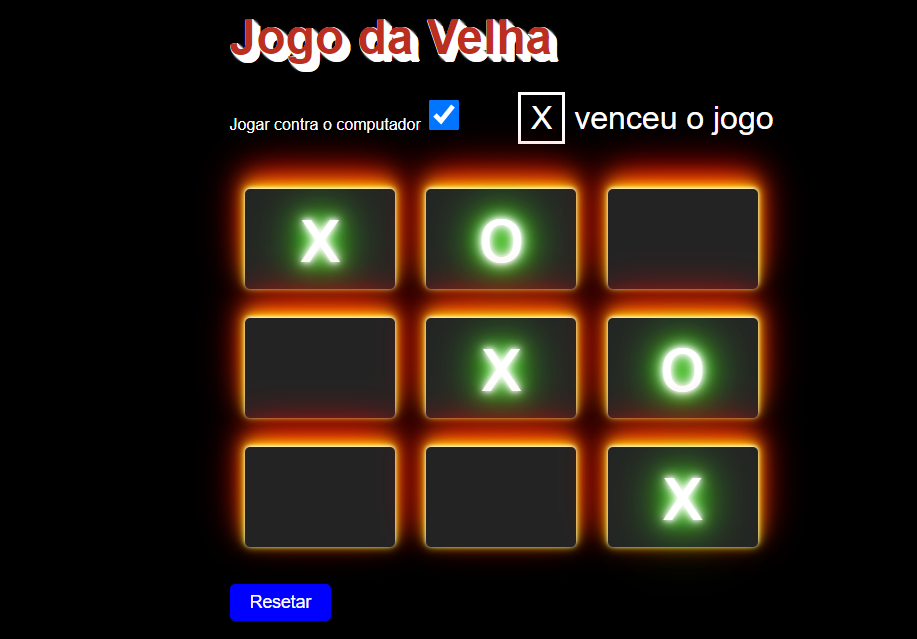 Jogo da Velha
Jogar contra o computador
X venceu o jogo
X O
X O
X
Resetar